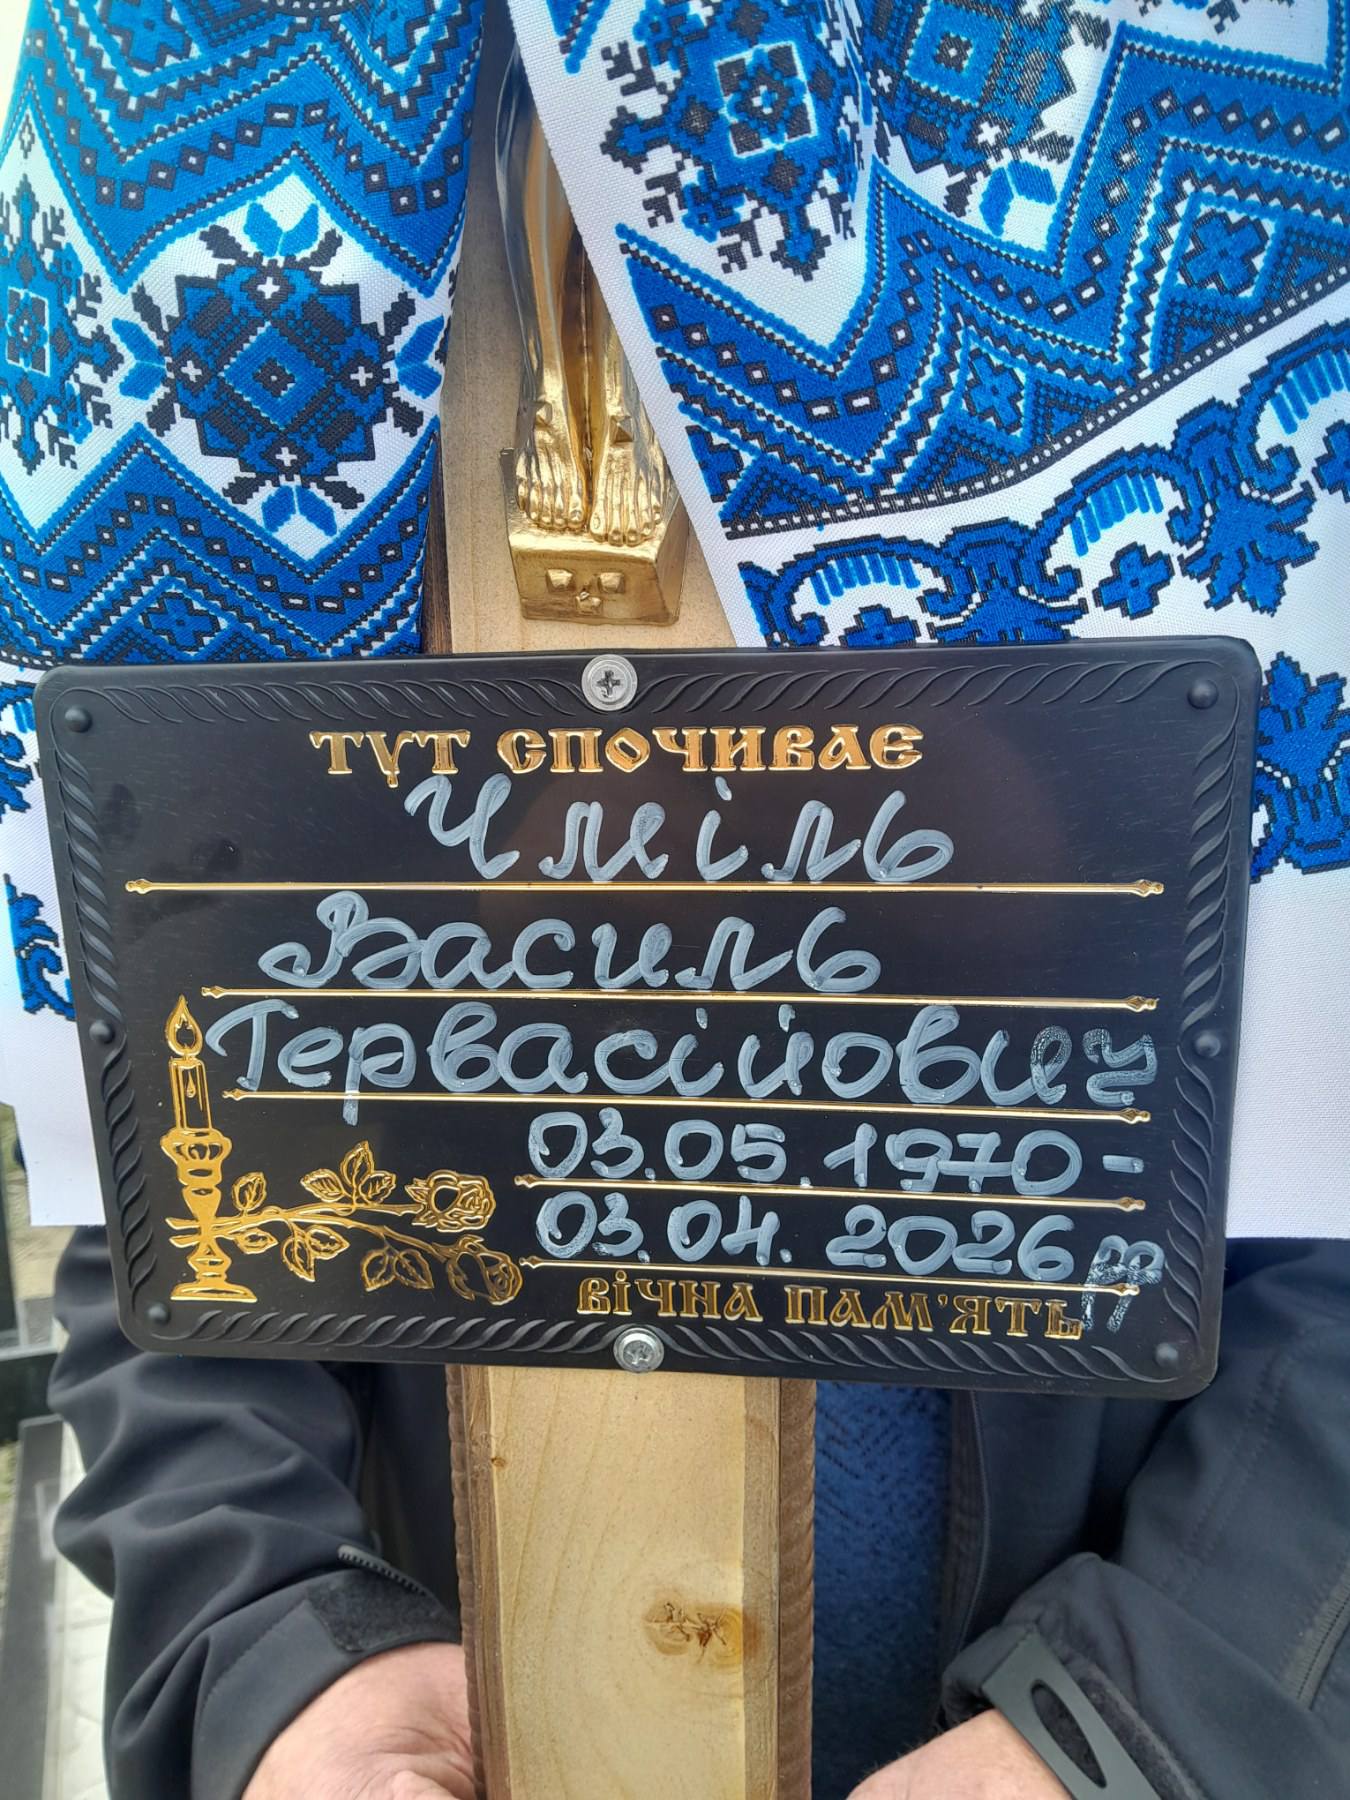 ТУТ СПОЧИВАЄ
Чміль
Василь
Гервасійович
03.05.1970-
03.04.2026
ВІЧНА ПАМ'ЯТЬ